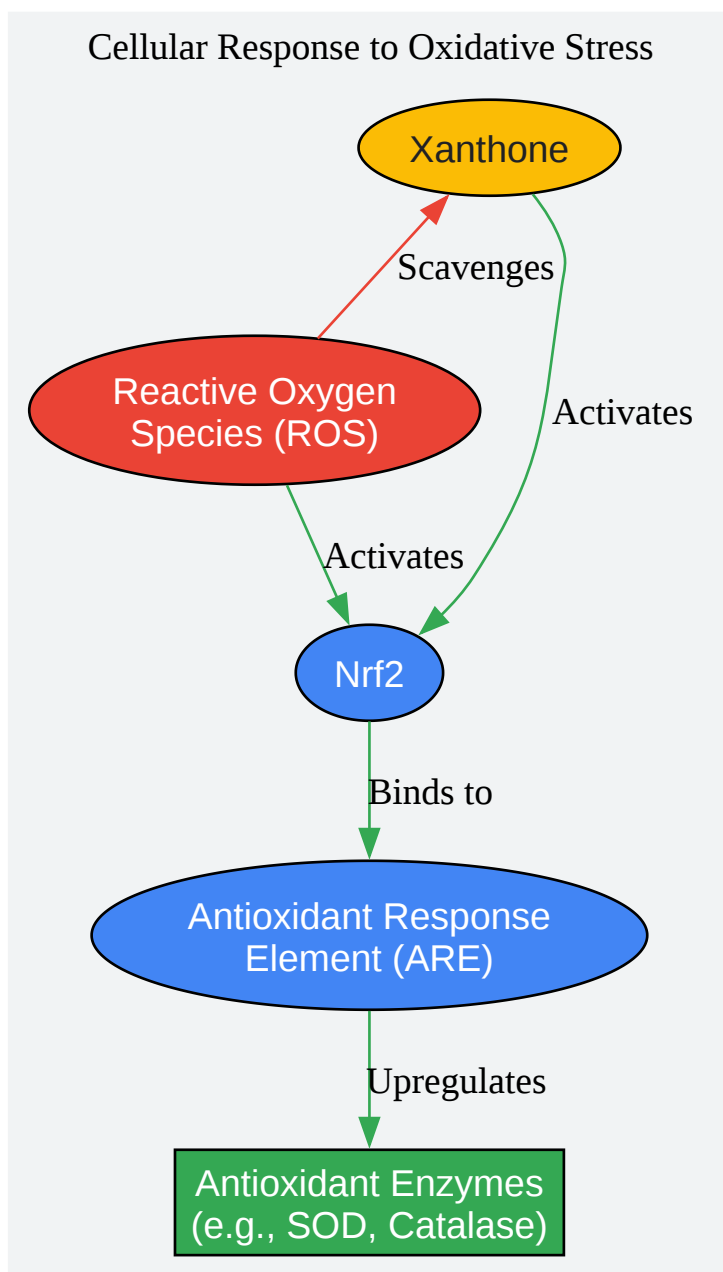 Cellular Response to Oxidative Stress
Xanthone
Scavenges
Reactive Oxygen
Species (ROS)
Activates
Activates
Nrf2
Binds to
Antioxidant Response
Element (ARE)
Upregulates
Antioxidant Enzymes
(e.g., SOD, Catalase)